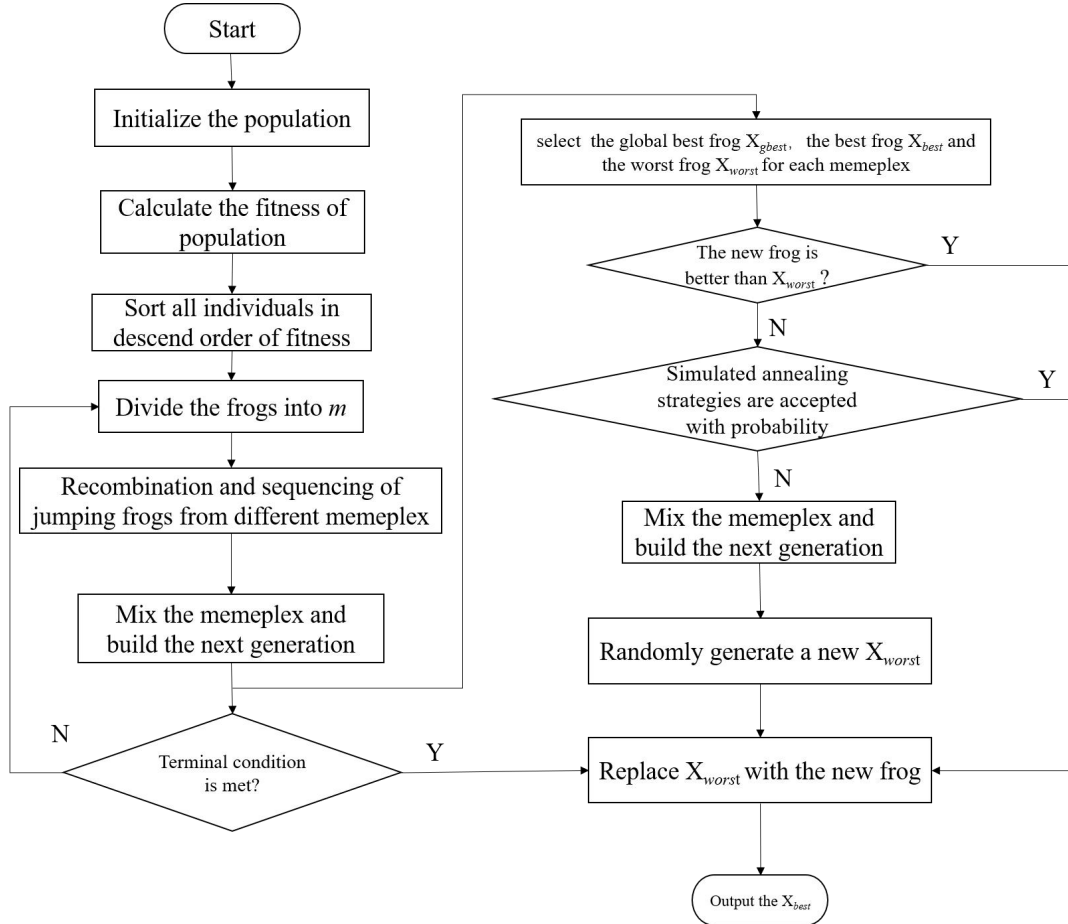 Start
Initialize the population
Calculate the fitness of
population
Sort all individuals in
descend order of fitness
Divide the frogs into m
Recombination and sequencing of
jumping frogs from different memeplex
Mix the memeplex and
build the next generation
N
Terminal condition
is met?
Y
select the global best frog Xgbest, the best frog Xbest and
the worst frog Xworst for each memeplex
The new frog is
better than Xworst ?
Y
N
Simulated annealing
strategies are accepted
with probability
Y
N
Mix the memeplex and
build the next generation
Randomly generate a new Xworst
Replace Xworst with the new frog
Output the Xbest